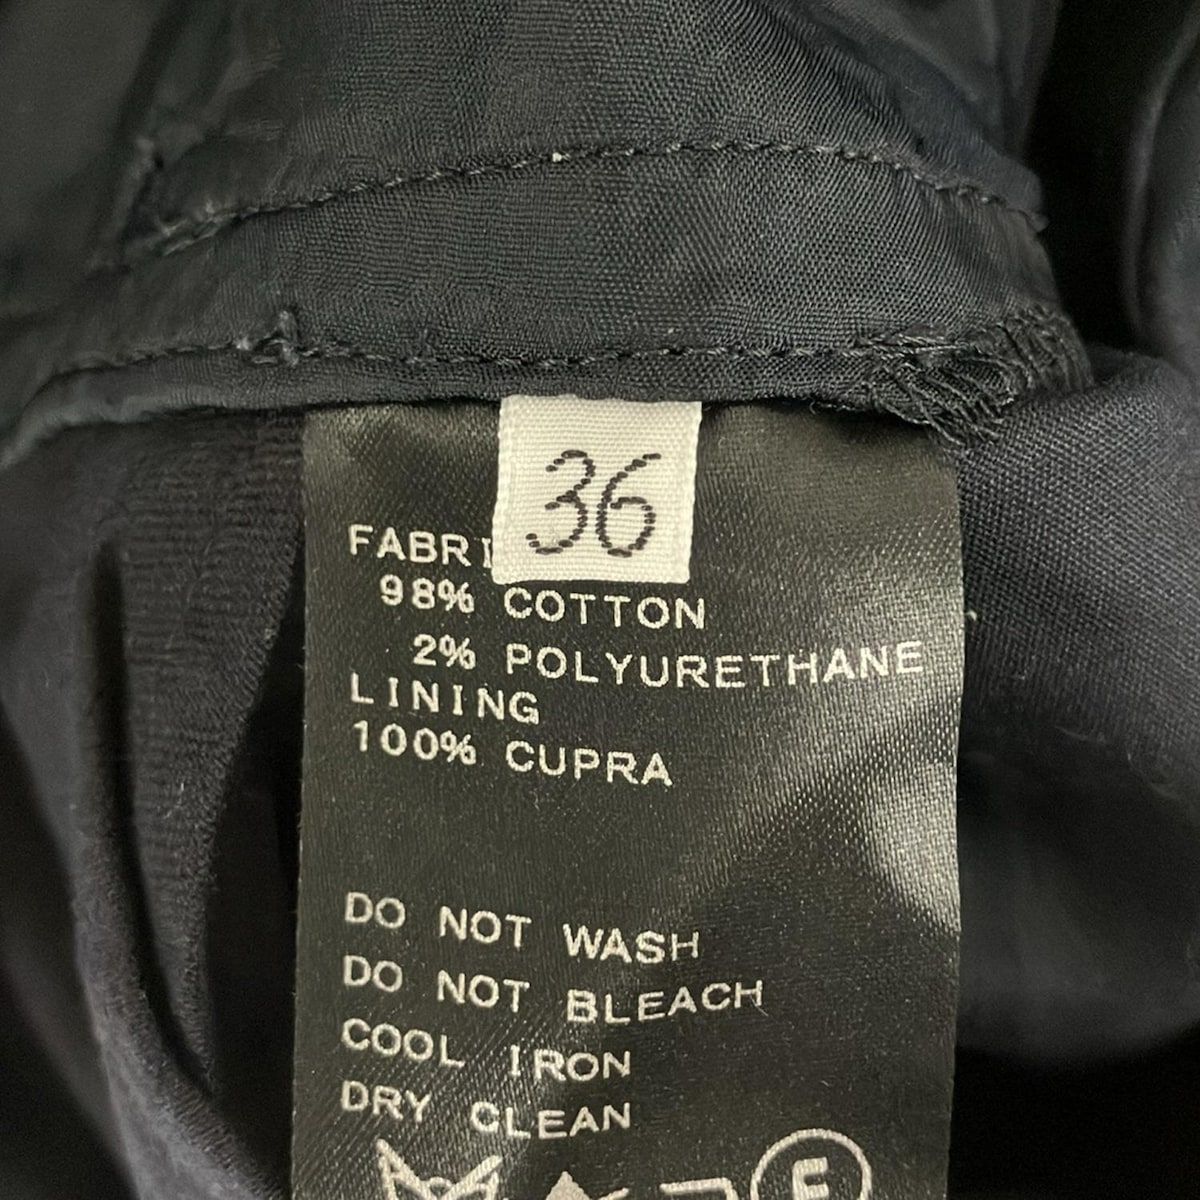 36
FABRI
98% COTTON
2% POLYURETHANE
LINING
100% CUPRA
DO NOT WASH
DO NOT BLEACH
COOL IRON
DRY CLEAN
F